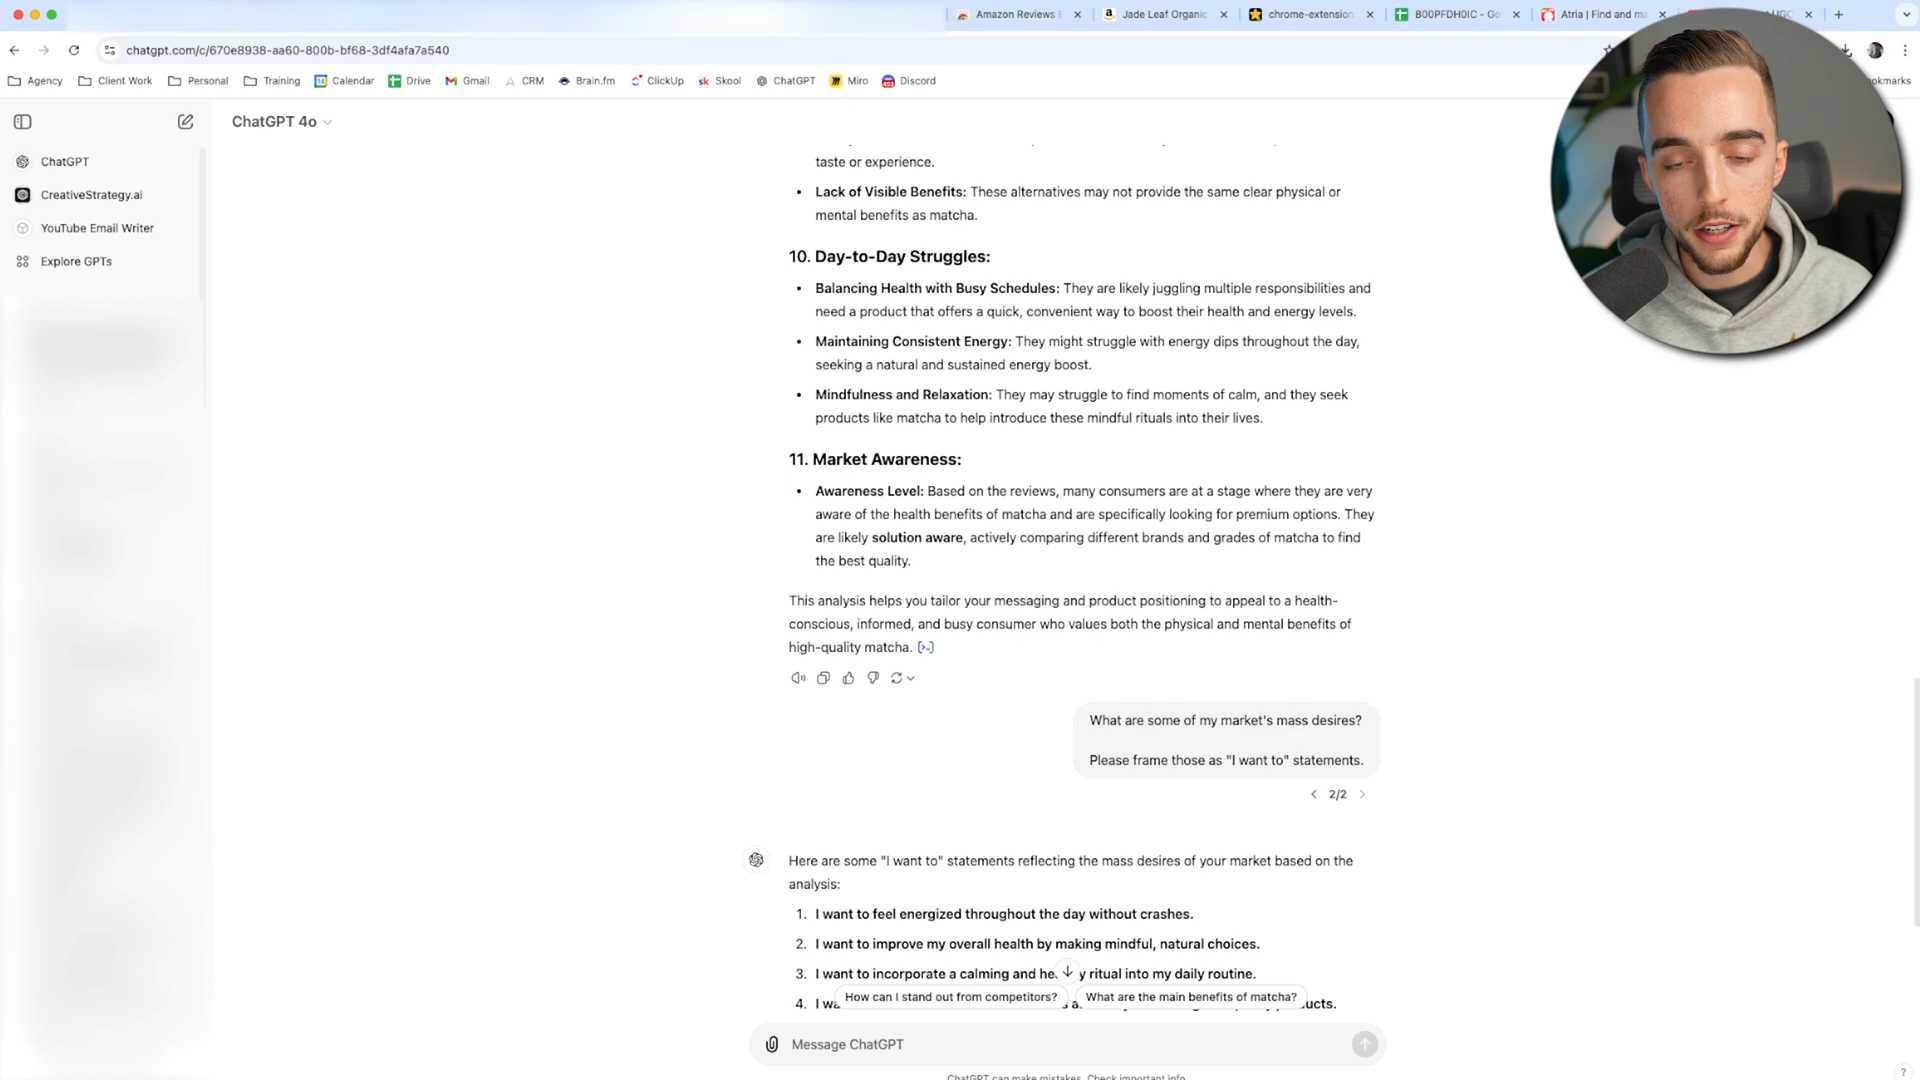 Amazon Reviews E
Jade Leaf Organic
chrome-extension
B00PFDH0IC - Go
Atria | Find and ma
UGC
chatgpt.com/c/670e8938-aa60-800b-bf68-3df4afa7a540
Agency
Client Work
Personal
Training
Calendar
Drive
Gmail
CRM
Brain.fm
ClickUp
Skool
ChatGPT
Miro
Discord
okmarks
ChatGPT 4o
ChatGPT
CreativeStrategy.ai
YouTube Email Writer
Explore GPTs
taste or experience.
• Lack of Visible Benefits: These alternatives may not provide the same clear physical or
mental benefits as matcha.
10. Day-to-Day Struggles:
• Balancing Health with Busy Schedules: They are likely juggling multiple responsibilities and
need a product that offers a quick, convenient way to boost their health and energy levels.
• Maintaining Consistent Energy: They might struggle with energy dips throughout the day,
seeking a natural and sustained energy boost.
• Mindfulness and Relaxation: They may struggle to find moments of calm, and they seek
products like matcha to help introduce these mindful rituals into their lives.
11. Market Awareness:
• Awareness Level: Based on the reviews, many consumers are at a stage where they are very
aware of the health benefits of matcha and are specifically looking for premium options. They
are likely solution aware, actively comparing different brands and grades of matcha to find
the best quality.
This analysis helps you tailor your messaging and product positioning to appeal to a health-
conscious, informed, and busy consumer who values both the physical and mental benefits of
high-quality matcha. [>-]
What are some of my market's mass desires?
Please frame those as "I want to" statements.
< 2/2 >
Here are some "I want to" statements reflecting the mass desires of your market based on the
analysis:
1. I want to feel energized throughout the day without crashes.
2. I want to improve my overall health by making mindful, natural choices.
3. I want to incorporate a calming and he y ritual into my daily routine.
4. I wa
How can I stand out from competitors?
What are the main benefits of matcha?
ucts.
Message ChatGPT
ChatGPT can make mistakes. Check important info.
?